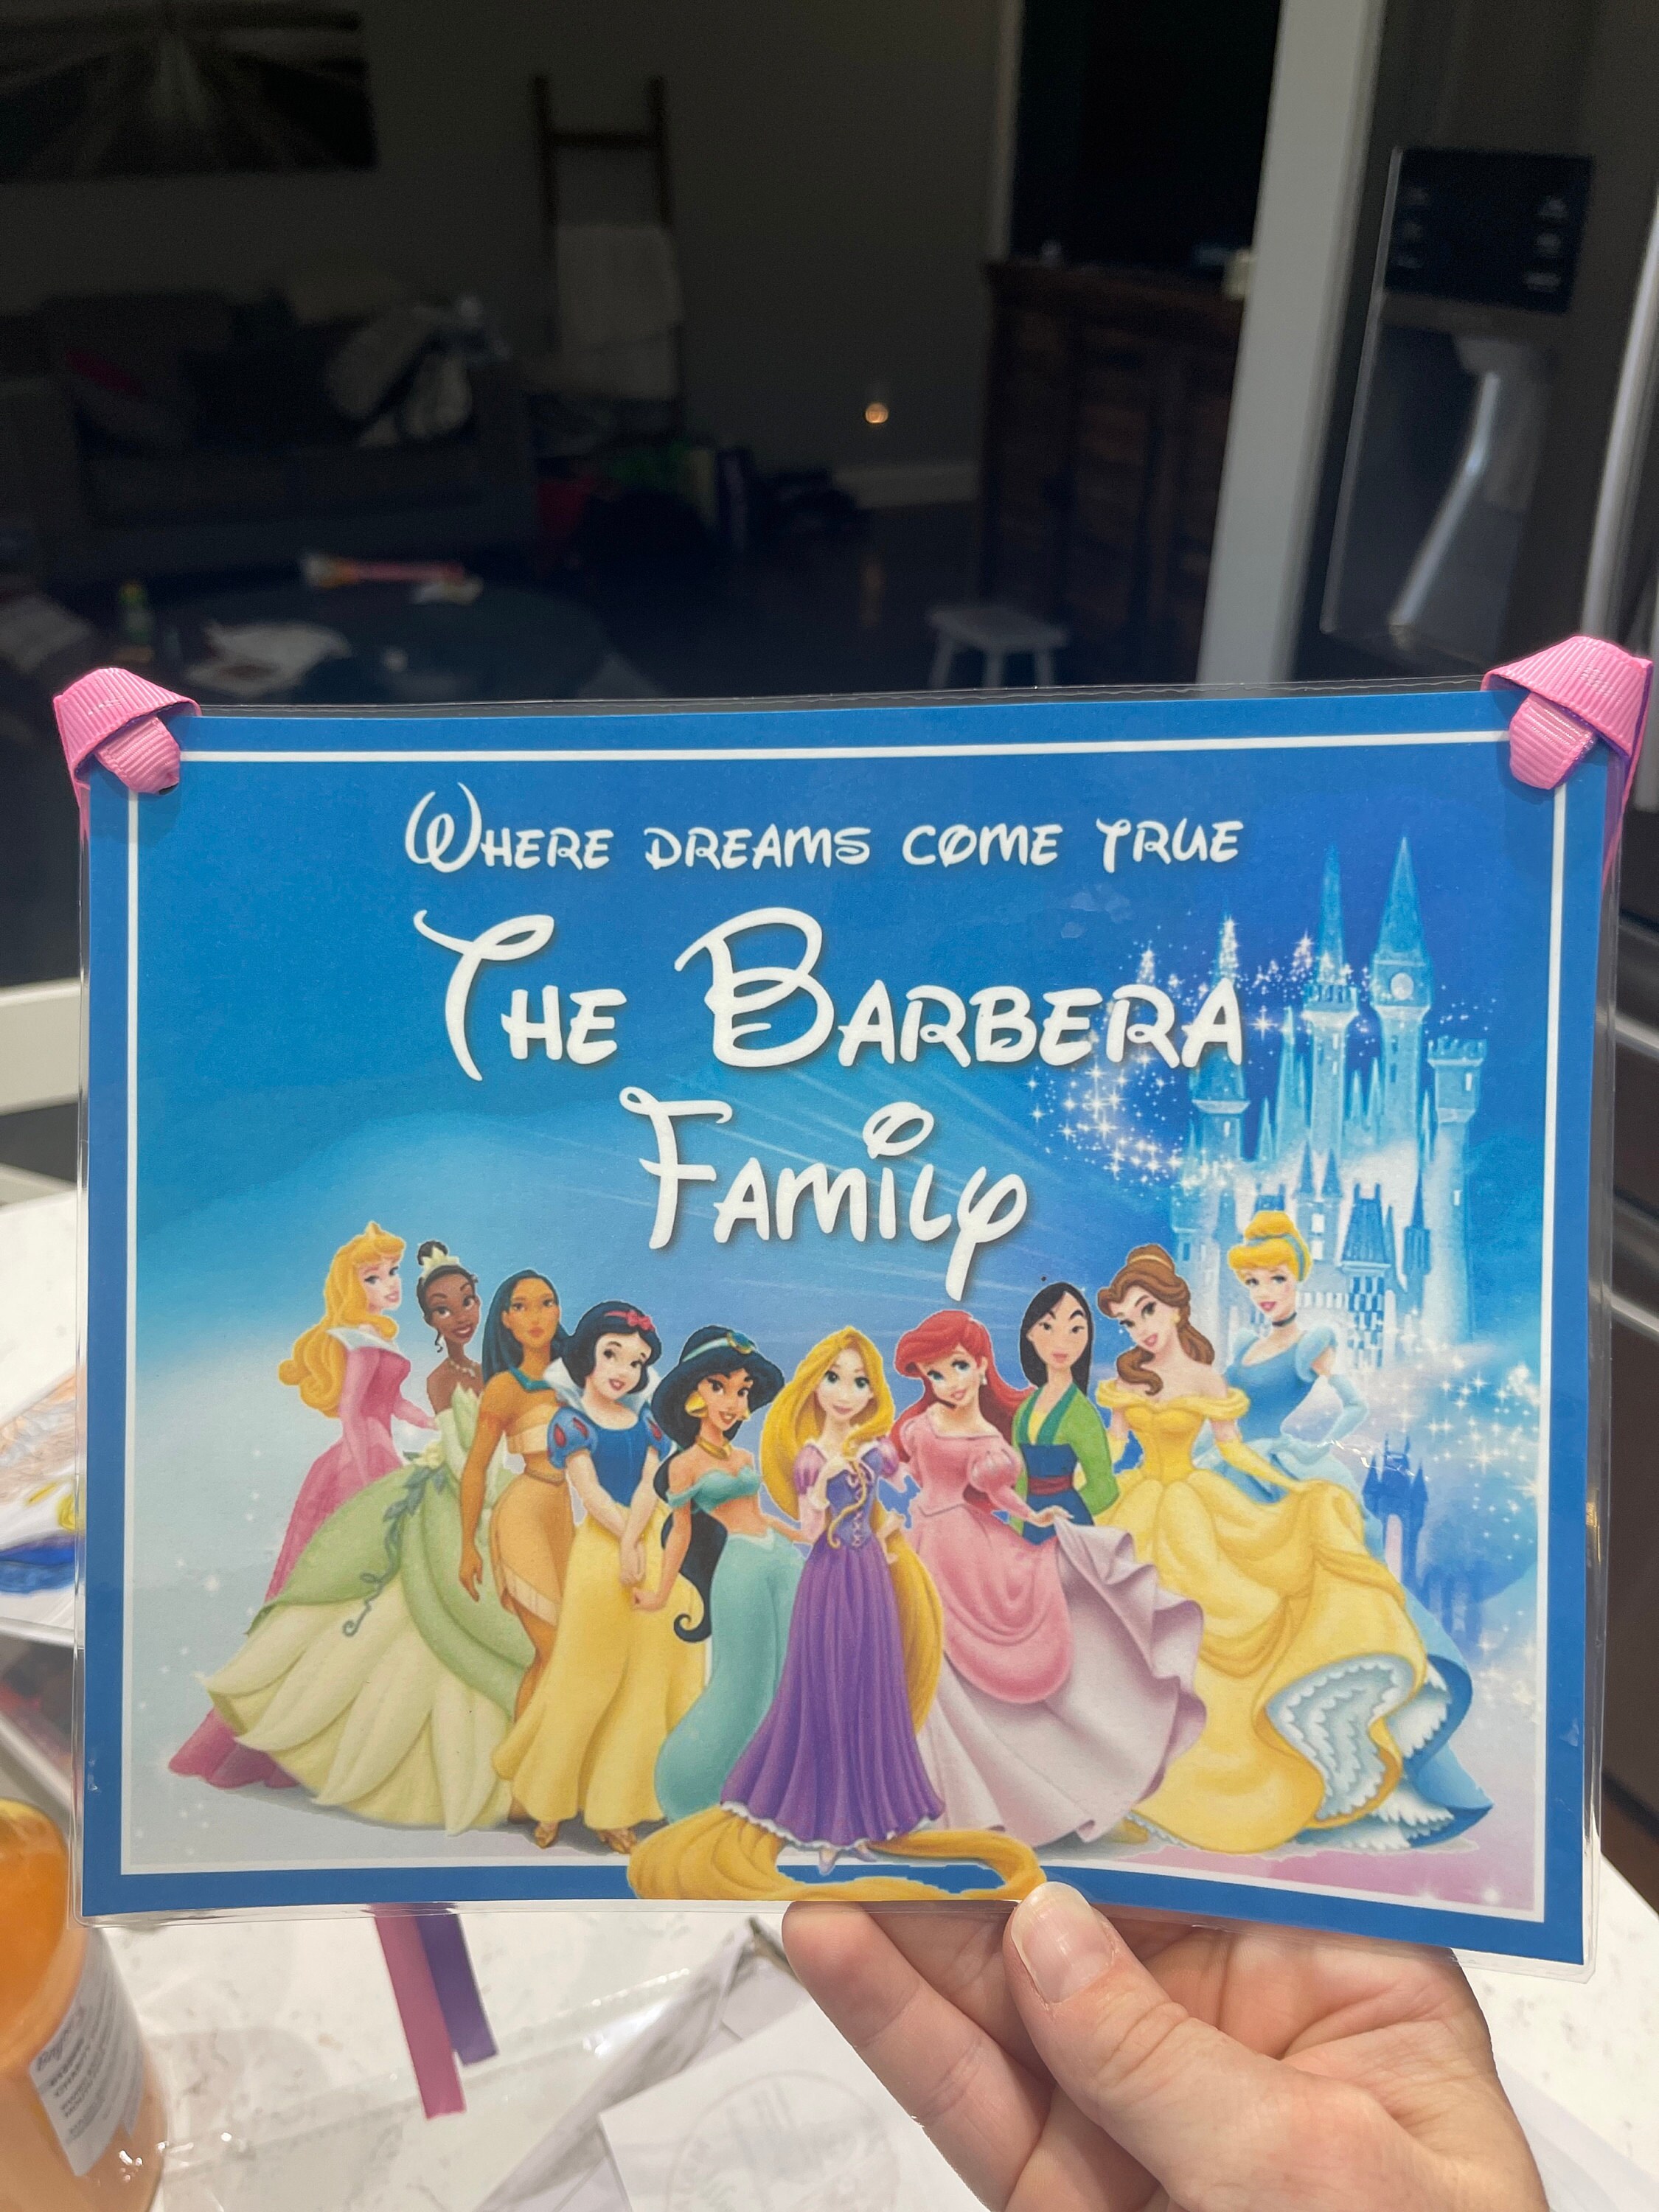 Where dreams come true
The Barbera
Family